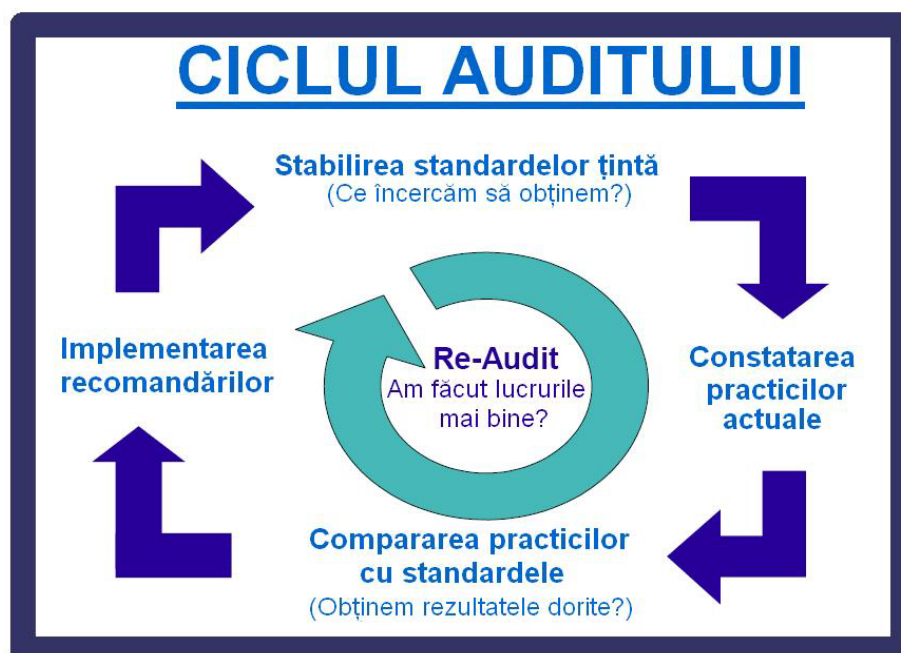 CICLUL AUDITULUI
Stabilirea standardelor țintă
(Ce încercăm să obținem?)
Constatarea
practicilor
actuale
Compararea practicilor
cu standardele
(Obținem rezultatele dorite?)
Implementarea
recomandărilor
Re-Audit
Am făcut lucrurile
mai bine?